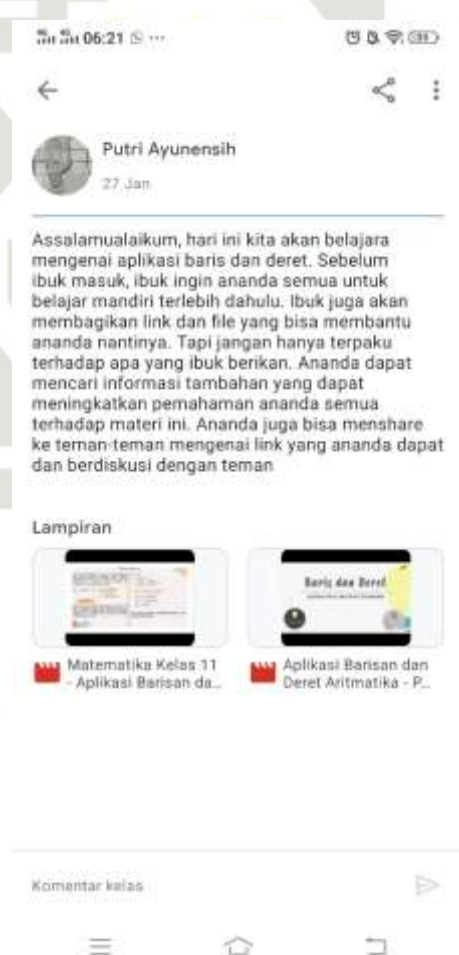 06:21
Putri Ayunensih
27 Jan
Assalamualaikum, hari ini kita akan belajara
mengenai aplikasi baris dan deret. Sebelum
ibuk masuk, ibuk ingin ananda semua untuk
belajar mandiri terlebih dahulu. Ibuk juga akan
membagikan link dan file yang bisa membantu
ananda nantinya. Tapi jangan hanya terpaku
terhadap apa yang ibuk berikan. Ananda dapat
mencari informasi tambahan yang dapat
meningkatkan pemahaman ananda semua
terhadap materi ini. Ananda juga bisa menshare
ke teman-teman mengenai link yang ananda dapat
dan berdiskusi dengan teman
Lampiran
Baris dan Deret
Matematika Kelas 11
- Aplikasi Barisan da...
Aplikasi Barisan dan
Deret Aritmatika - P...
Komentar kelas